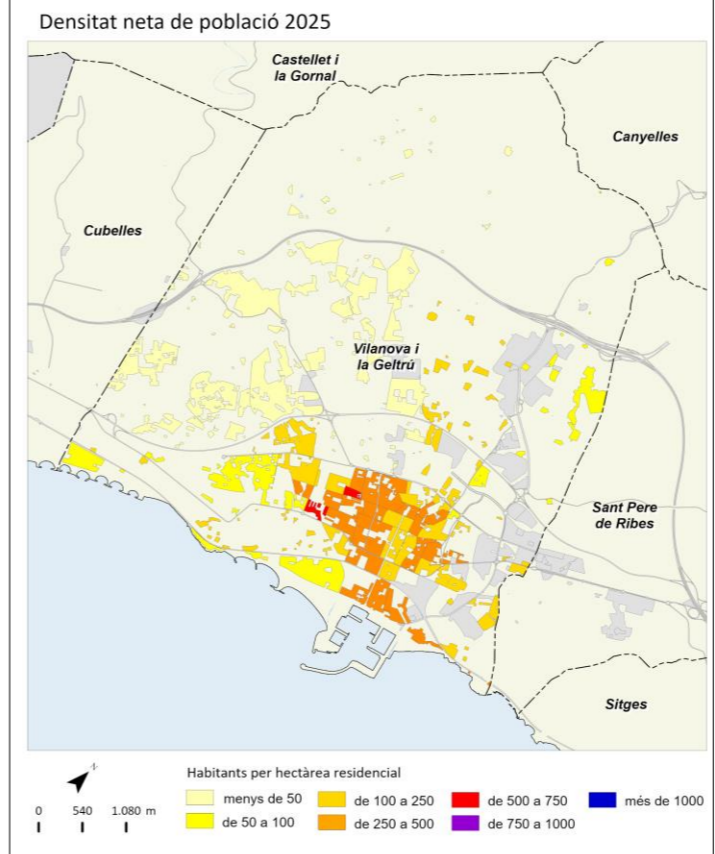 Densitat neta de població 2025
Castellet i
la Gornal
Canyelles
Cubelles
Vilanova i
la Geltrú
Sant Pere
de Ribes
Sitges
N
Habitants per hectàrea residencial
0 540 1.080 m
menys de 50
de 100 a 250
de 500 a 750
més de 1000
de 50 a 100
de 250 a 500
de 750 a 1000